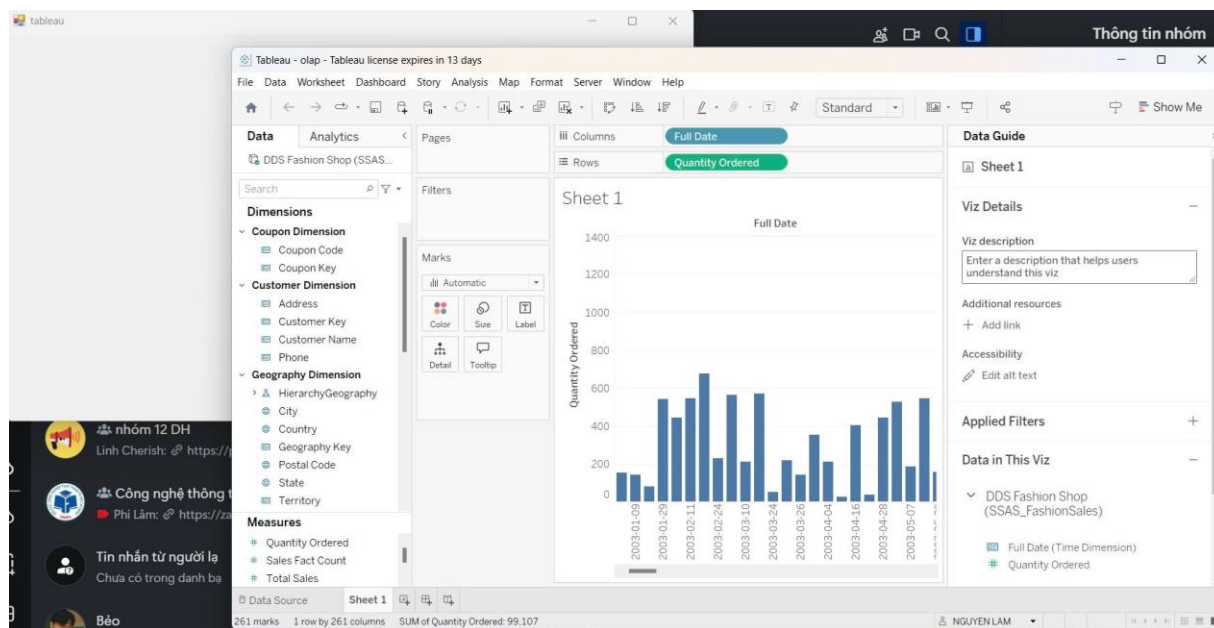 tableau
Thông tin nhóm
Tableau - olap - Tableau license expires in 13 days
File Data Worksheet Dashboard Story Analysis Map Format Server Window Help
Standard
Show Me
Data Analytics
DDS Fashion Shop (SSAS...
Search
Dimensions
Coupon Dimension
Coupon Code
Coupon Key
Customer Dimension
Address
Customer Key
Customer Name
Phone
Geography Dimension
HierarchyGeography
City
Country
Geography Key
Postal Code
State
Territory
Measures
Quantity Ordered
Sales Fact Count
Total Sales
Pages
Filters
Marks
Automatic
Color Size Label
Detail Tooltip
Columns Full Date
Rows Quantity Ordered
Sheet 1
Full Date
Quantity Ordered
1400
1200
1000
800
600
400
200
0
2003-01-09
2003-01-29
2003-02-11
2003-02-24
2003-03-10
2003-03-24
2003-03-26
2003-04-04
2003-04-16
2003-04-28
2003-05-07
Data Guide
Sheet 1
Viz Details
Viz description
Enter a description that helps users
understand this viz
Additional resources
Add link
Accessibility
Edit alt text
Applied Filters
Data in This Viz
DDS Fashion Shop
(SSAS_FashionSales)
Full Date (Time Dimension)
Quantity Ordered
Data Source Sheet 1
261 marks 1 row by 261 columns SUM of Quantity Ordered: 99.107
NGUYEN LAM
nhóm 12 DH
Linh Cherish: https://
Công nghệ thông t
Phi Lâm: https://za
Tin nhắn từ người lạ
Chưa có trong danh bạ
Bèo